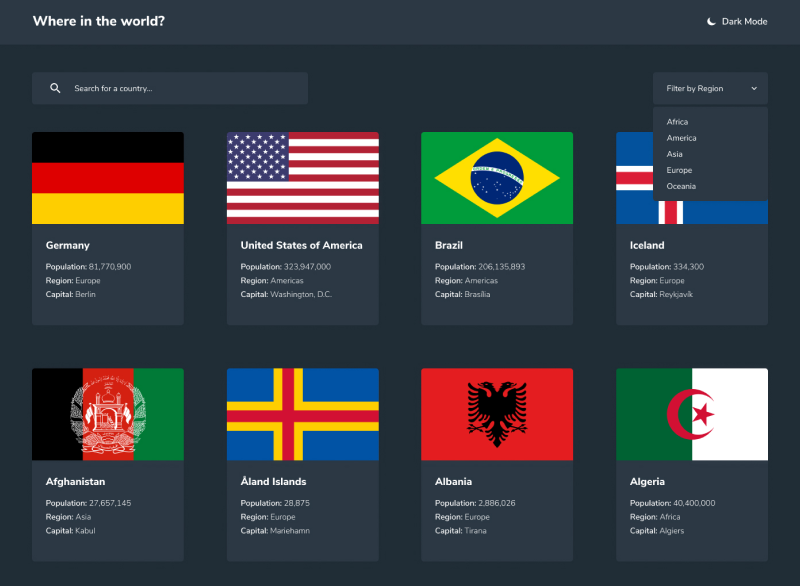 Where in the world?
Dark Mode
Search for a country...
Filter by Region
Africa
America
Asia
Europe
Oceania
Germany
Population: 81,770,900
Region: Europe
Capital: Berlin
United States of America
Population: 323,947,000
Region: Americas
Capital: Washington, D.C.
Brazil
Population: 206,135,893
Region: Americas
Capital: Brasília
Iceland
Population: 334,300
Region: Europe
Capital: Reykjavík
Afghanistan
Population: 27,657,145
Region: Asia
Capital: Kabul
Åland Islands
Population: 28,875
Region: Europe
Capital: Mariehamn
Albania
Population: 2,886,026
Region: Europe
Capital: Tirana
Algeria
Population: 40,400,000
Region: Africa
Capital: Algiers